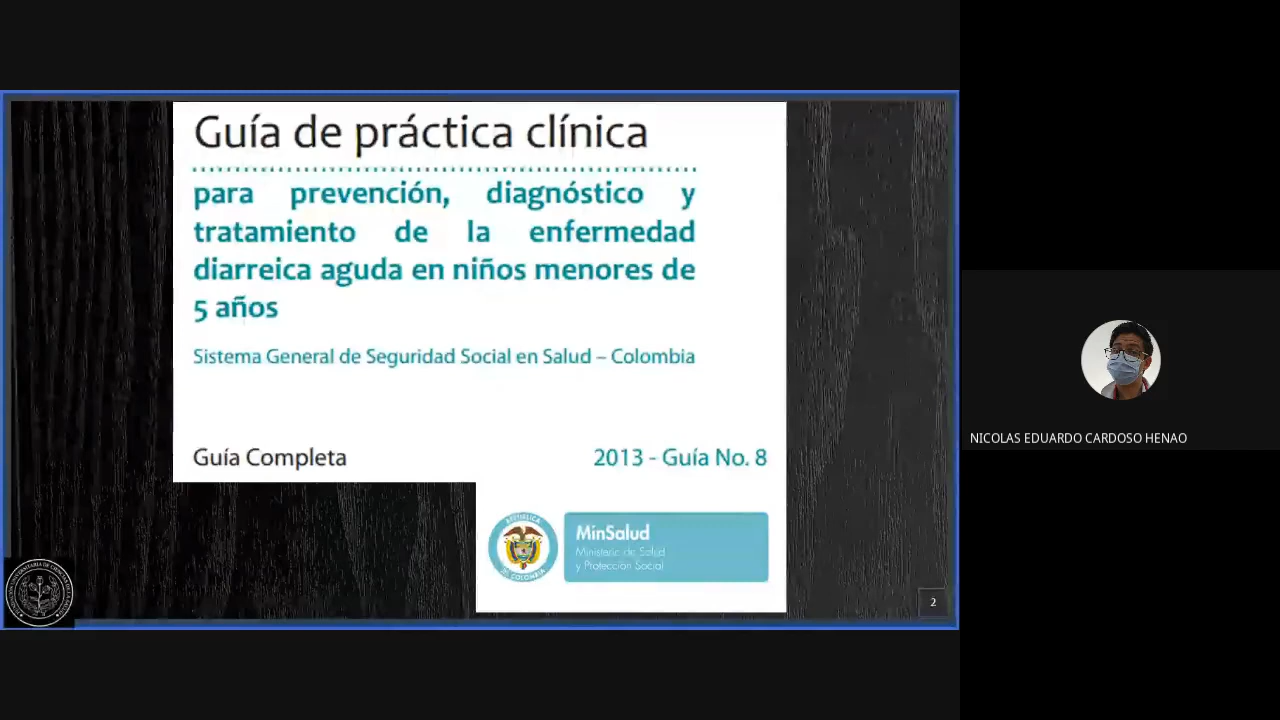 Guía de práctica clínica
para prevención, diagnóstico y
tratamiento de la enfermedad
diarreica aguda en niños menores de
5 años
Sistema General de Seguridad Social en Salud – Colombia
Guía Completa
2013 - Guía No. 8
MinSalud
Ministerio de Salud
y Protección Social
2
NICOLAS EDUARDO CARDOSO HENAO